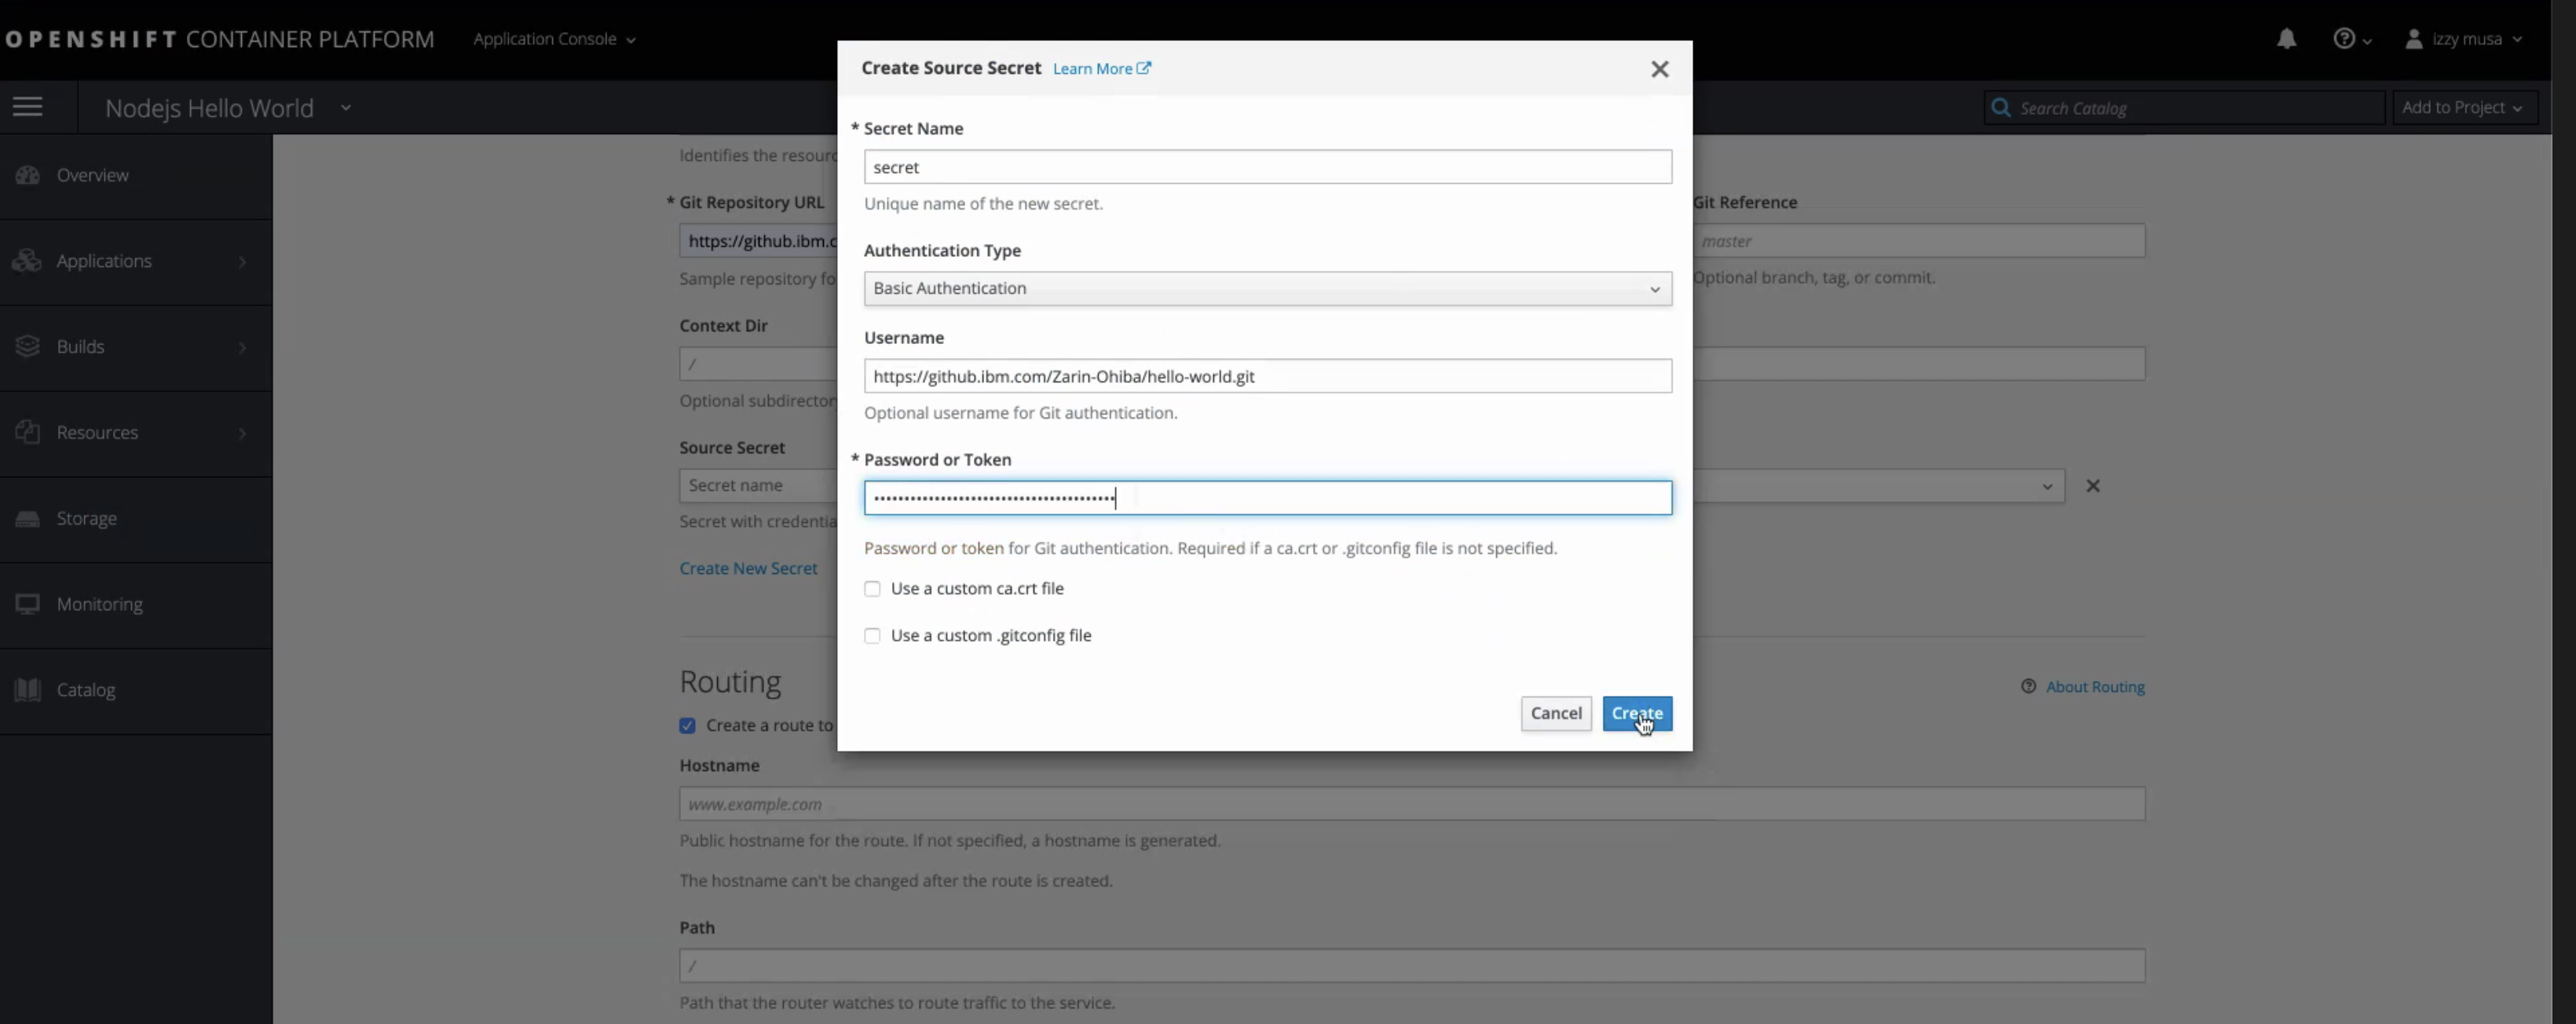 OPENSHIFT CONTAINER PLATFORM
Application Console
izzy musa
Nodejs Hello World
Search Catalog
Add to Project
Overview
Applications
Builds
Resources
Storage
Monitoring
Catalog
Create Source Secret Learn More
* Secret Name
secret
Unique name of the new secret.
Authentication Type
Basic Authentication
Username
https://github.ibm.com/Zarin-Ohiba/hello-world.git
Optional username for Git authentication.
* Password or Token
Password or token for Git authentication. Required if a ca.crt or .gitconfig file is not specified.
Use a custom ca.crt file
Use a custom .gitconfig file
Cancel
Create
Identifies the resourc
* Git Repository URL
https://github.ibm.c
Sample repository fo
Git Reference
master
Optional branch, tag, or commit.
Context Dir
/
Optional subdirectory
Source Secret
Secret name
Secret with credentia
Create New Secret
Routing
About Routing
Create a route to
Hostname
www.example.com
Public hostname for the route. If not specified, a hostname is generated.
The hostname can't be changed after the route is created.
Path
/
Path that the router watches to route traffic to the service.